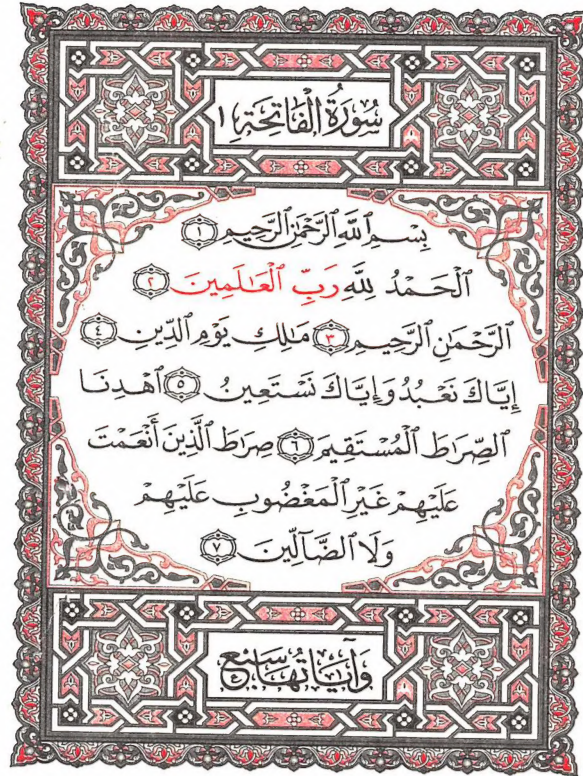 سُورَةُ الْفَاتِحَةِ ١
بِسْمِ ٱللَّهِ ٱلرَّحْمَٰنِ ٱلرَّحِيمِ ١
ٱلْحَمْدُ لِلَّهِ رَبِّ ٱلْعَٰلَمِينَ ٢
ٱلرَّحْمَٰنِ ٱلرَّحِيمِ ٣ مَٰلِكِ يَوْمِ ٱلدِّينِ ٤
إِيَّاكَ نَعْبُدُ وَإِيَّاكَ نَسْتَعِينُ ٥ ٱهْدِنَا
ٱلصِّرَٰطَ ٱلْمُسْتَقِيمَ ٦ صِرَٰطَ ٱلَّذِينَ أَنْعَمْتَ
عَلَيْهِمْ غَيْرِ ٱلْمَغْضُوبِ عَلَيْهِمْ
وَلَا ٱلضَّآلِّينَ ٧
وَآيَاتُهَا سَبْعٌ